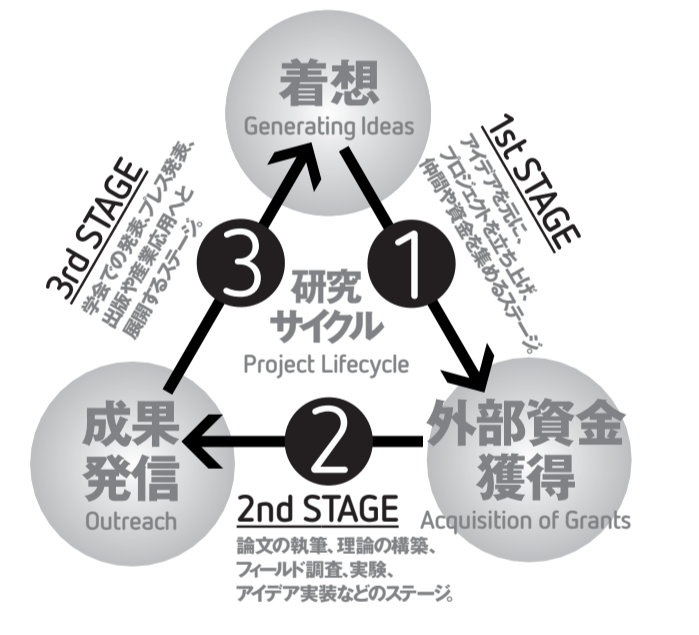 着想
Generating Ideas
1st STAGE
アイデアを元に、
プロジェクトを立ち上げ、
仲間や資金を集めるステージ。
1
外部資金
獲得
Acquisition of Grants
2
2nd STAGE
論文の執筆、理論の構築、
フィールド調査、実験、
アイデア実装などのステージ。
成果
発信
Outreach
3
3rd STAGE
学会での発表、プレス発表、
出版や産業応用へと
展開するステージ。
研究
サイクル
Project Lifecycle